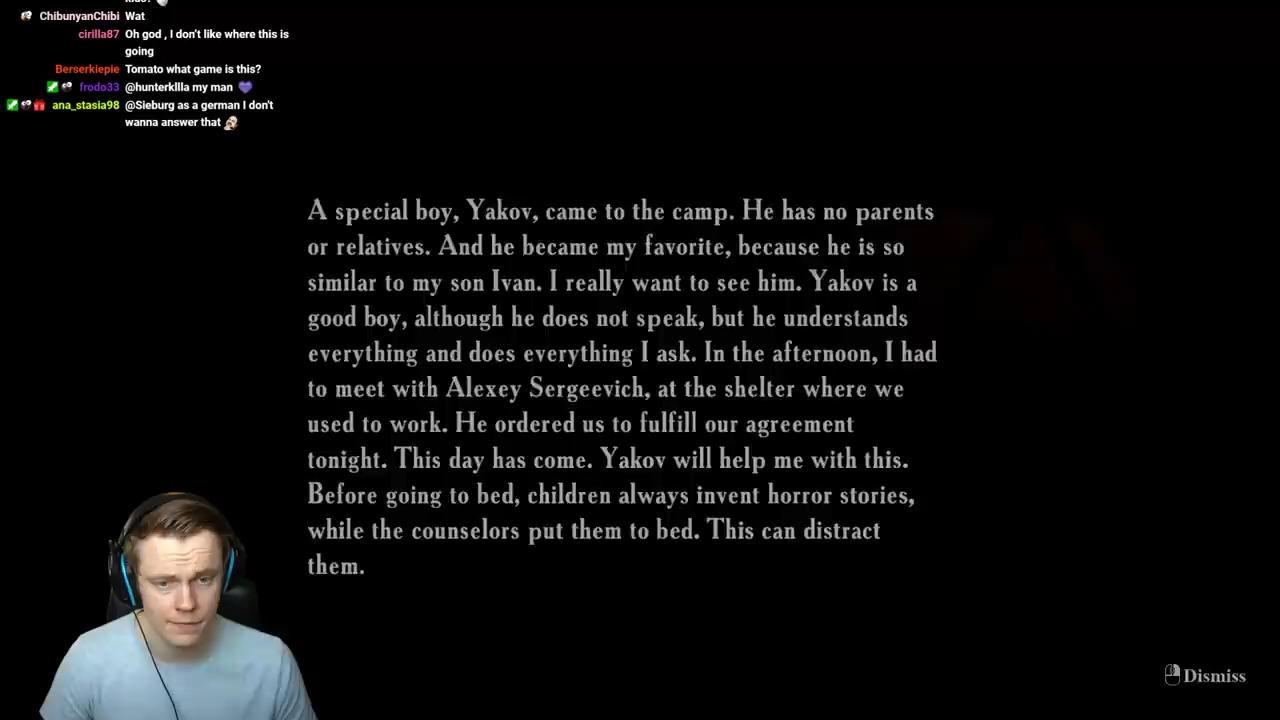 ChibunyanChibi Wat
cirilla87 Oh god , I don't like where this is
going
Berserkiepie Tomato what game is this?
frodo33 @hunterkllla my man
ana_stasia98 @Sieburg as a german I don't
wanna answer that
A special boy, Yakov, came to the camp. He has no parents
or relatives. And he became my favorite, because he is so
similar to my son Ivan. I really want to see him. Yakov is a
good boy, although he does not speak, but he understands
everything and does everything I ask. In the afternoon, I had
to meet with Alexey Sergeevich, at the shelter where we
used to work. He ordered us to fulfill our agreement
tonight. This day has come. Yakov will help me with this.
Before going to bed, children always invent horror stories,
while the counselors put them to bed. This can distract
them.
Dismiss